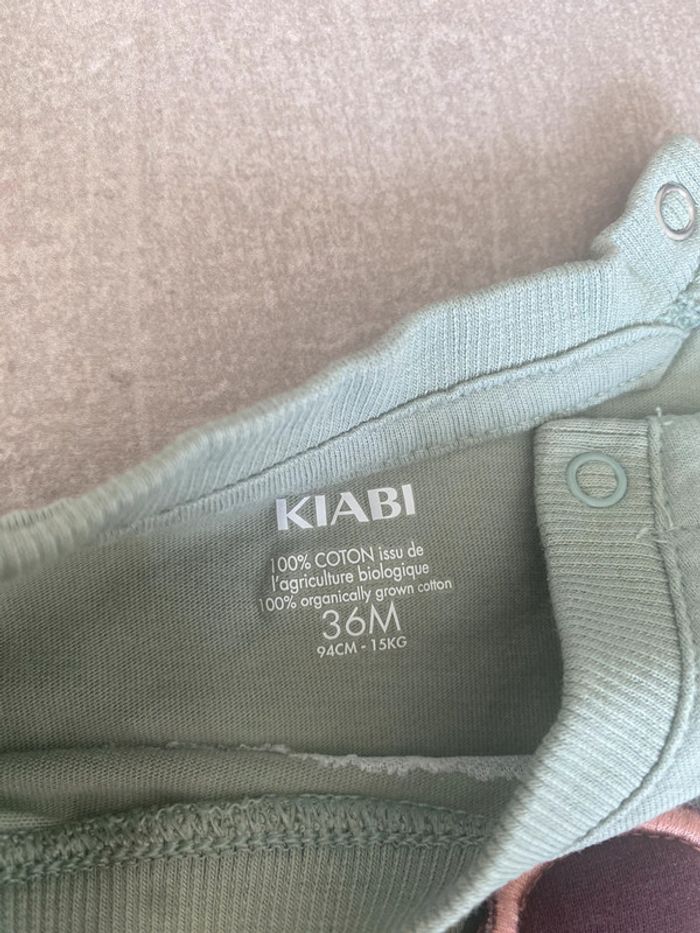 KIABI
100% COTON issu de
l'agriculture biologique
100% organically grown cotton
36M
94CM - 15KG